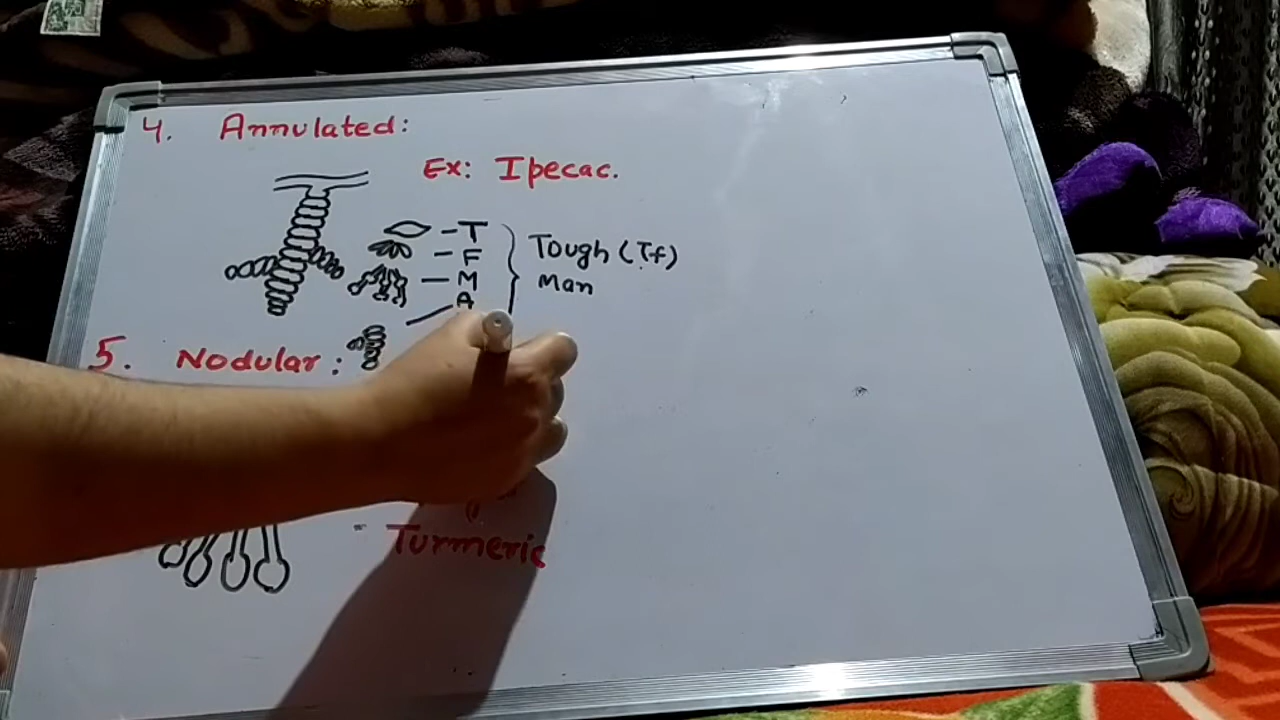 4. Annulated:
Ex: Ipecac.
- T
- F
- M
A
Tough (Tf)
Man
5. Nodular:
" Turmeric